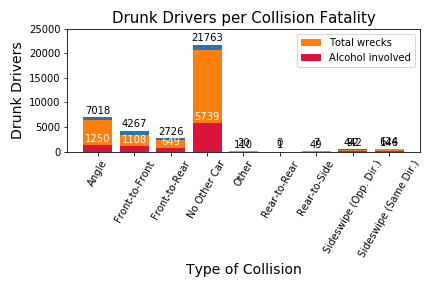 Drunk Drivers per Collision Fatality
Drunk Drivers
25000
20000
15000
10000
5000
0
Total wrecks
Alcohol involved
7018
4267
2726
21763
1250
1108
649
5739
110
1
49
Angle
Front-to-Front
Front-to-Rear
No Other Car
Other
Rear-to-Rear
Rear-to-Side
Sideswipe (Opp. Dir.)
Sideswipe (Same Dir.)
Type of Collision